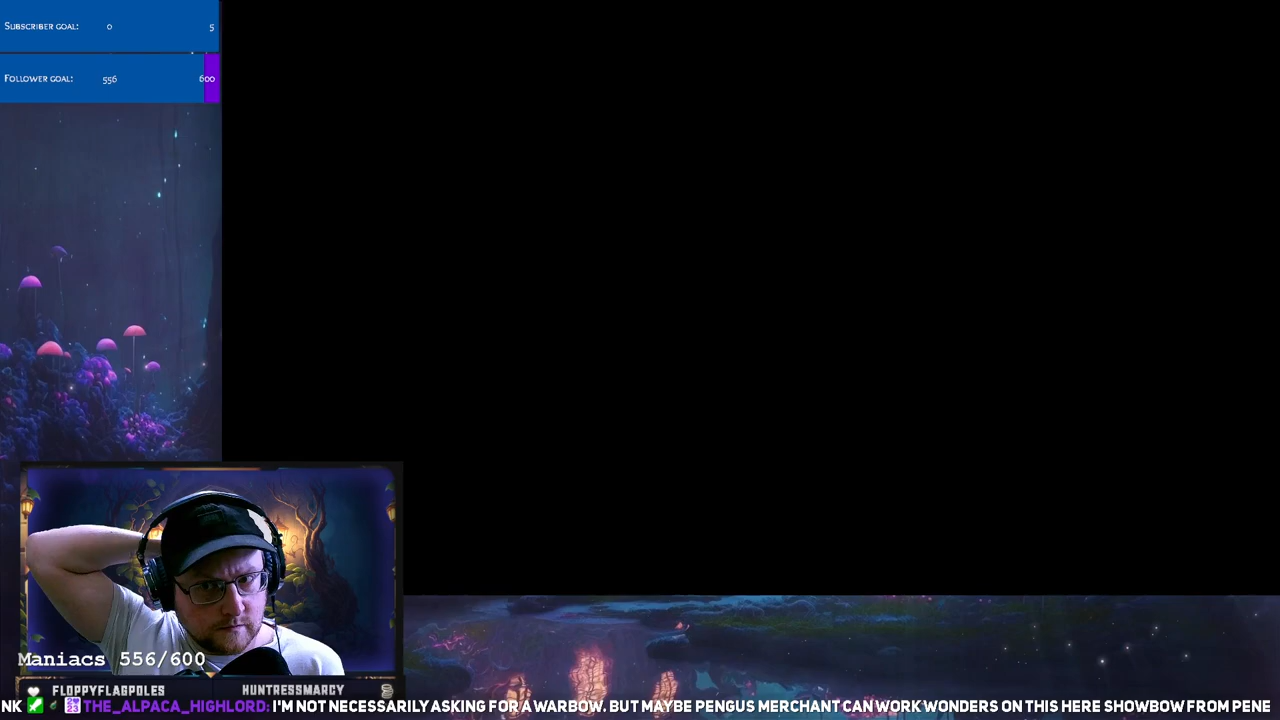 Subscriber goal: 0 5
Follower goal: 556 600
Maniacs 556/600
FLOPPYFLAGPOLES HUNTRESSMARCY
NK THE_ALPACA_HIGHLORD: I'M NOT NECESSARILY ASKING FOR A WARBOW. BUT MAYBE PENGUS MERCHANT CAN WORK WONDERS ON THIS HERE SHOWBOW FROM PENE